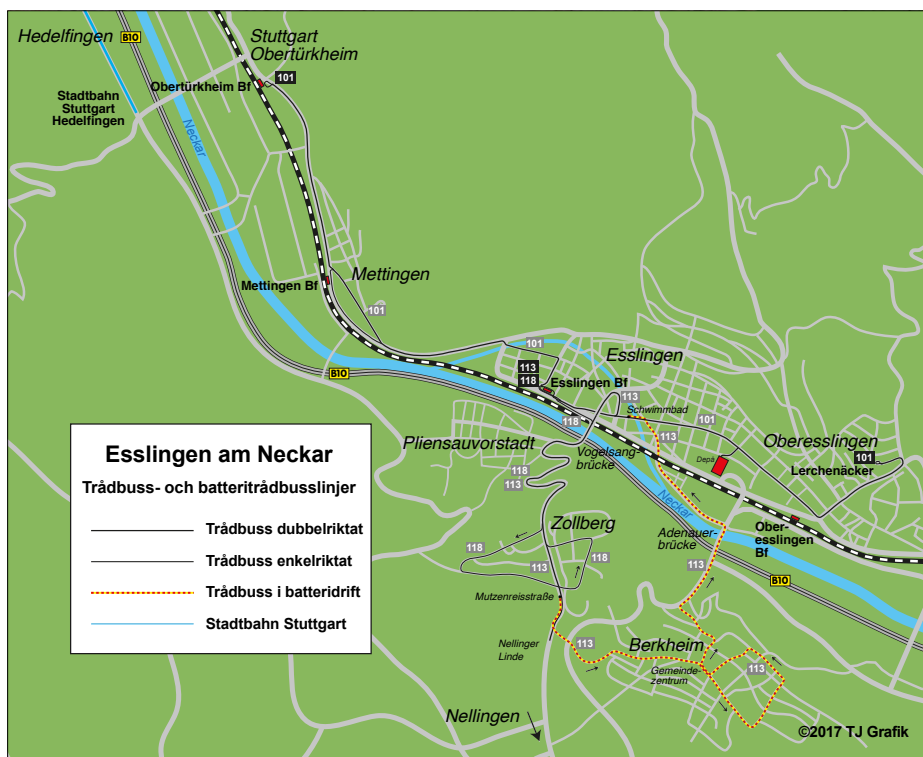 Hedelfingen
B10
Stuttgart
Obertürkheim
101
Obertürkheim Bf
Stadtbahn
Stuttgart
Hedelfingen
Neckar
Mettingen
Mettingen Bf
101
101
B10
113
118
Esslingen
Esslingen Bf
113
Schwimmbad
118
101
113
Pliensauvorstadt
Vogelsang-
brücke
Oberesslingen
101
Lerchenäcker
Depå
118
113
Neckar
Zollberg
Adenauer-
brücke
Ober-
esslingen
Bf
118
113
118
113
B10
Mutzenreisstraße
Nellinger
Linde
113
Berkheim
Gemeinde-
zentrum
113
Nellingen
Esslingen am Neckar
Trådbuss- och batteritrådbusslinjer
Trådbuss dubbelriktat
Trådbuss enkelriktat
Trådbuss i batteridrift
Stadtbahn Stuttgart
©2017 TJ Grafik